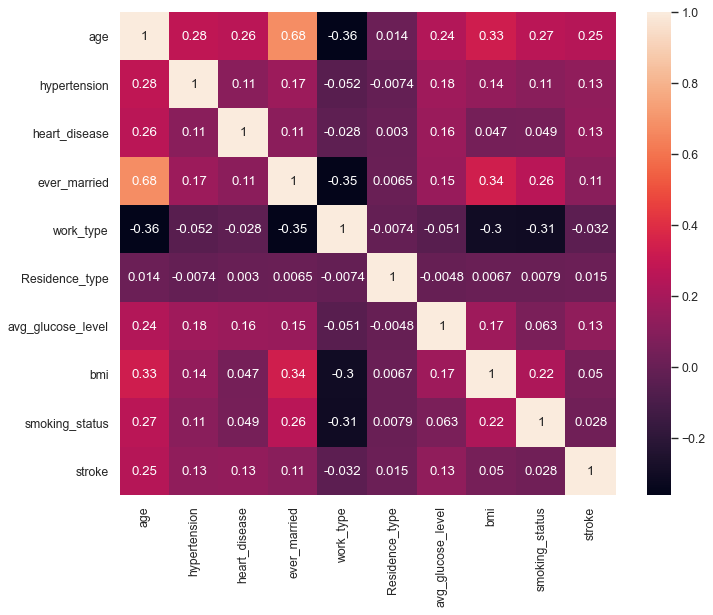 age 1 0.28 0.26 0.68 -0.36 0.014 0.24 0.33 0.27 0.25
hypertension 0.28 1 0.11 0.17 -0.052 -0.0074 0.18 0.14 0.11 0.13
heart_disease 0.26 0.11 1 0.11 -0.028 0.003 0.16 0.047 0.049 0.13
ever_married 0.68 0.17 0.11 1 -0.35 0.0065 0.15 0.34 0.26 0.11
work_type -0.36 -0.052 -0.028 -0.35 1 -0.0074 -0.051 -0.3 -0.31 -0.032
Residence_type 0.014 -0.0074 0.003 0.0065 -0.0074 1 -0.0048 0.0067 0.0079 0.015
avg_glucose_level 0.24 0.18 0.16 0.15 -0.051 -0.0048 1 0.17 0.063 0.13
bmi 0.33 0.14 0.047 0.34 -0.3 0.0067 0.17 1 0.22 0.05
smoking_status 0.27 0.11 0.049 0.26 -0.31 0.0079 0.063 0.22 1 0.028
stroke 0.25 0.13 0.13 0.11 -0.032 0.015 0.13 0.05 0.028 1
age
hypertension
heart_disease
ever_married
work_type
Residence_type
avg_glucose_level
bmi
smoking_status
stroke
1.0
0.8
0.6
0.4
0.2
0.0
−0.2